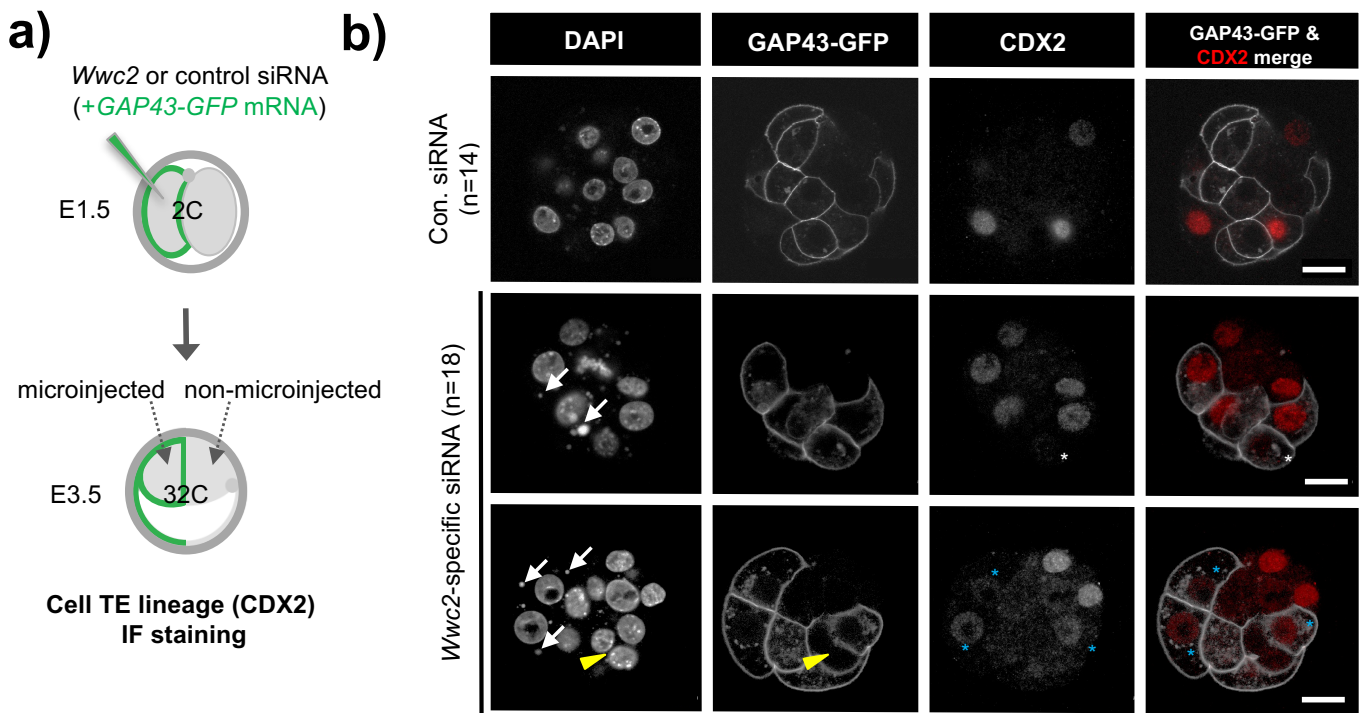 a)
Wwc2 or control siRNA
(+GAP43-GFP mRNA)
E1.5
2C
microinjected
non-microinjected
E3.5
32C
Cell TE lineage (CDX2)
IF staining
b)
DAPI
GAP43-GFP
CDX2
GAP43-GFP &
CDX2 merge
Con. siRNA
(n=14)
Wwc2-specific siRNA (n=18)
*
*
*
*
*
*
*
*